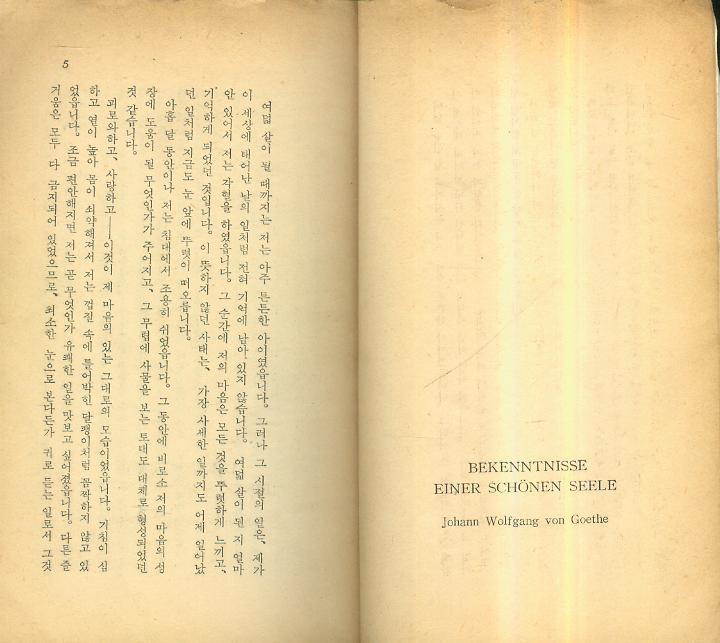 BEKENNTNISSE
EINER SCHÖNEN SEELE
Johann Wolfgang von Goethe
여덟 살이 될 때까지는 저는 아주 튼튼한 아이였읍니다. 그러나 그 시절의 일은, 제가
이 세상에 태어난 날의 일처럼 전혀 기억에 남아 있지 않습니다. 여덟 살이 된 지 얼마
안 있어서 저는 각혈을 하였읍니다. 그 순간에 저의 마음은 모든 것을 뚜렷하게 느끼고,
기억하게 되었던 것입니다. 이 뜻하지 않던 사태는, 가장 사세한 일까지도 어제 일어났
던 일처럼 지금도 눈 앞에 뚜렷이 떠오릅니다.
아홉 달 동안이나 저는 침대에서 조용히 쉬었읍니다. 그 동안에 비로소 저의 마음의 성
장에 도움이 될 무엇인가가 주어지고, 그 무렵에 사물을 보는 토대도 대체로 형성되었던
것 같습니다.
괴로와하고, 사랑하고──이것이 제 마음의 있는 그대로의 모습이었읍니다. 기침이 심
하고 열이 높아 몸이 쇠약해져서 저는 껍질 속에 틀어박힌 달팽이처럼 꼼짝하지 않고 있
었읍니다. 조금 편안해지면 저는 곧 무엇인가 유쾌한 일을 맛보고 싶어졌읍니다. 다른 즐
거움은 모두 다 금지되어 있었으므로, 최소한 눈으로 본다든가 귀로 듣는 일로서 그것
5